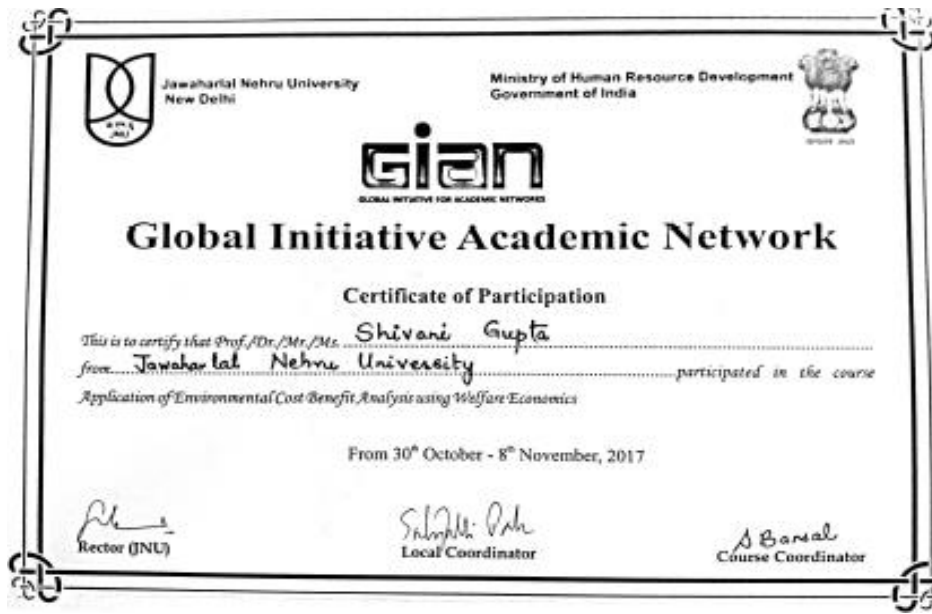 Jawaharlal Nehru University
New Delhi
Ministry of Human Resource Development
Government of India
GIAN
GLOBAL INITIATIVE FOR ACADEMIC NETWORKS
Global Initiative Academic Network
Certificate of Participation
This is to certify that Prof./Dr./Mr./Ms. Shivani Gupta
from Jawaharlal Nehru University participated in the course
Application of Environmental Cost Benefit Analysis using Welfare Economics
From 30th October - 8th November, 2017
Rector (JNU)
Local Coordinator
S Bansal
Course Coordinator